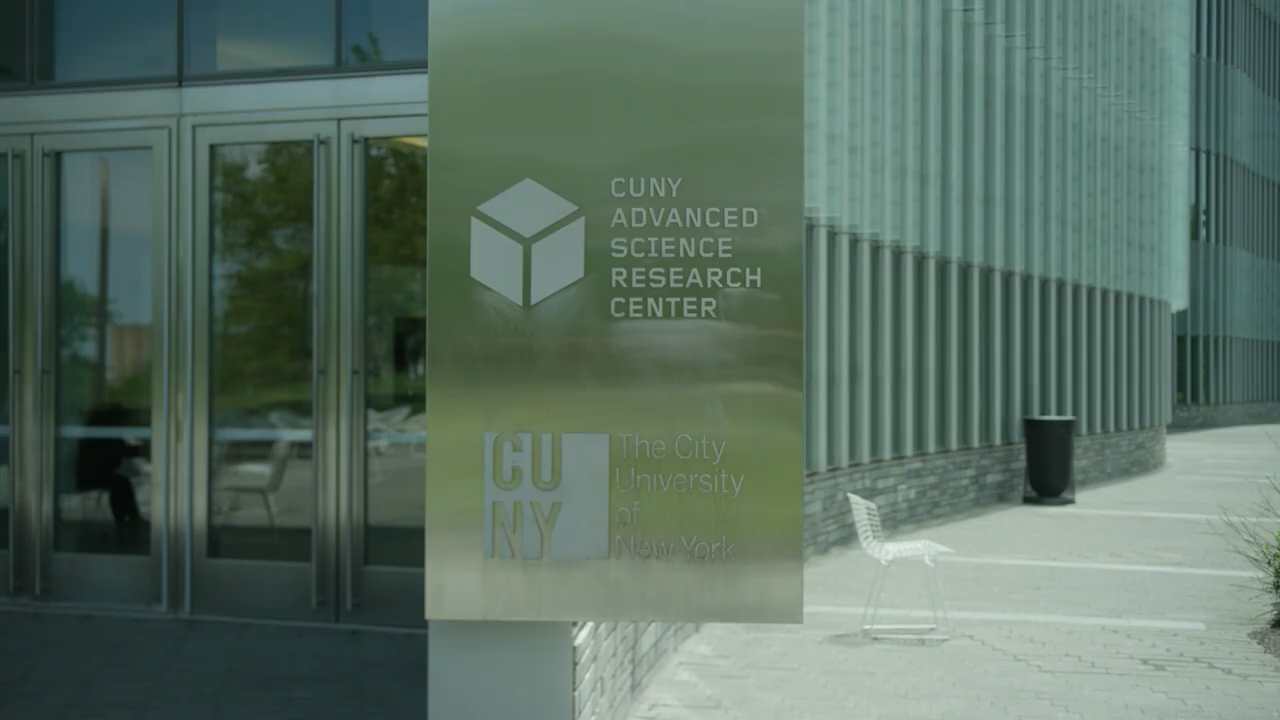 CUNY
ADVANCED
SCIENCE
RESEARCH
CENTER
CU
NY
The City
University
of
New York